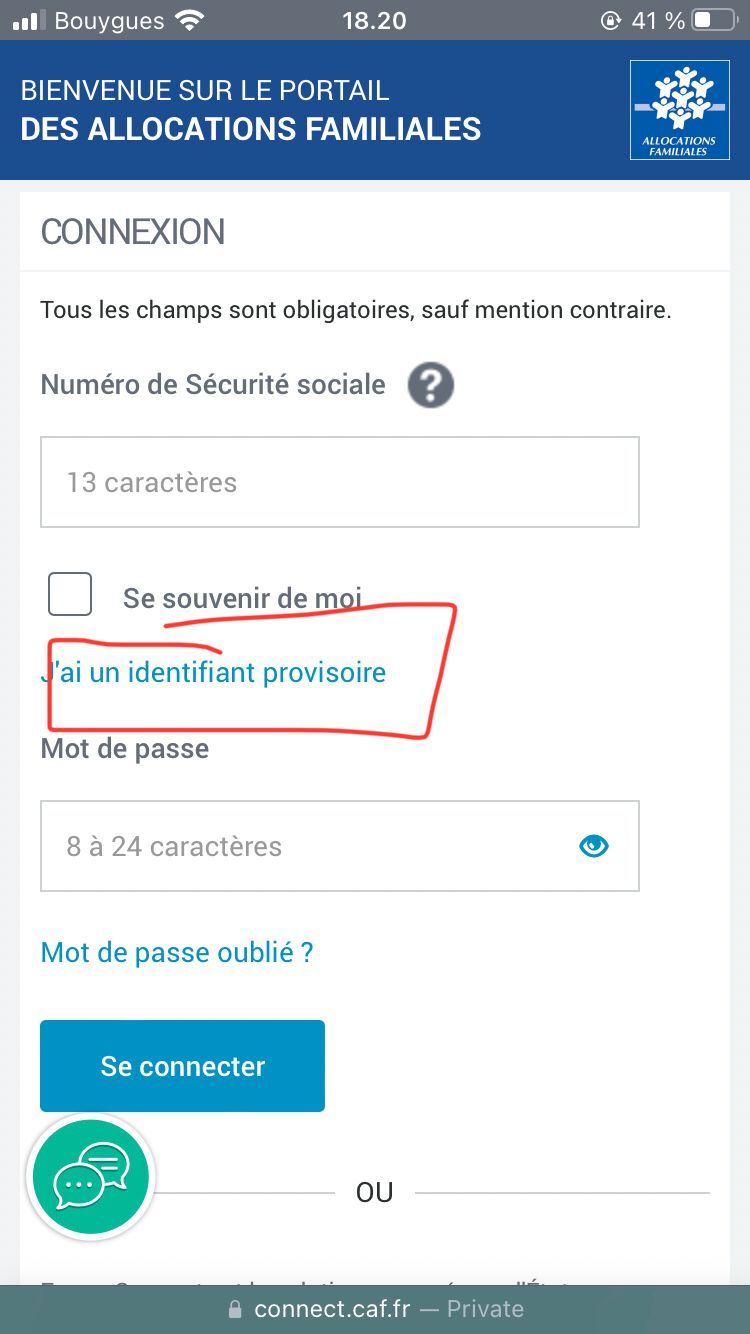 Bouygues 18.20 41 %
BIENVENUE SUR LE PORTAIL
DES ALLOCATIONS FAMILIALES
ALLOCATIONS
FAMILIALES
CONNEXION
Tous les champs sont obligatoires, sauf mention contraire.
Numéro de Sécurité sociale ?
13 caractères
Se souvenir de moi
J'ai un identifiant provisoire
Mot de passe
8 à 24 caractères
Mot de passe oublié ?
Se connecter
OU
connect.caf.fr — Private